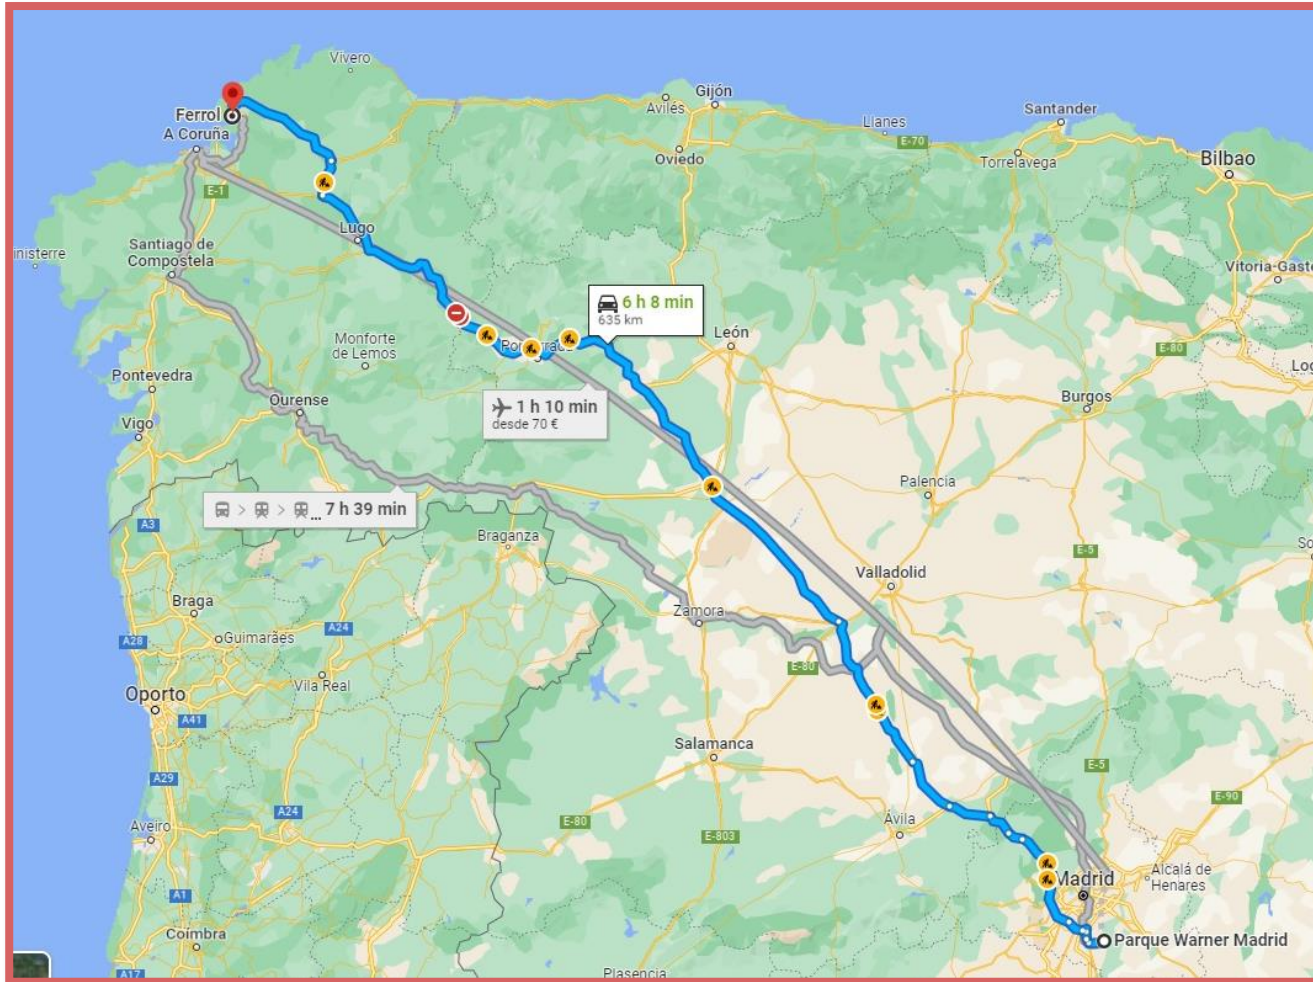 Vivero
Ferrol
A Coruña
Avilés
Gijón
Llanes
E-70
Santander
Torrelavega
Bilbao
Oviedo
E-1
Lugo
Santiago de
Compostela
inisterre
Vitoria-Gaste
6 h 8 min
635 km
León
Monforte
de Lemos
E-80
Log
Pontevedra
1 h 10 min
desde 70 €
Burgos
Ourense
Vigo
Palencia
7 h 39 min
A3
Braganza
E-5
So
Valladolid
Braga
Zamora
A28
A24
Guimarães
E-80
Vila Real
Oporto
A41
Salamanca
A29
E-5
E-90
A24
Aveiro
E-80
E-803
Ávila
Madrid
Alcalá de
Henares
A1
Coimbra
Parque Warner Madrid
A17
Plasencia